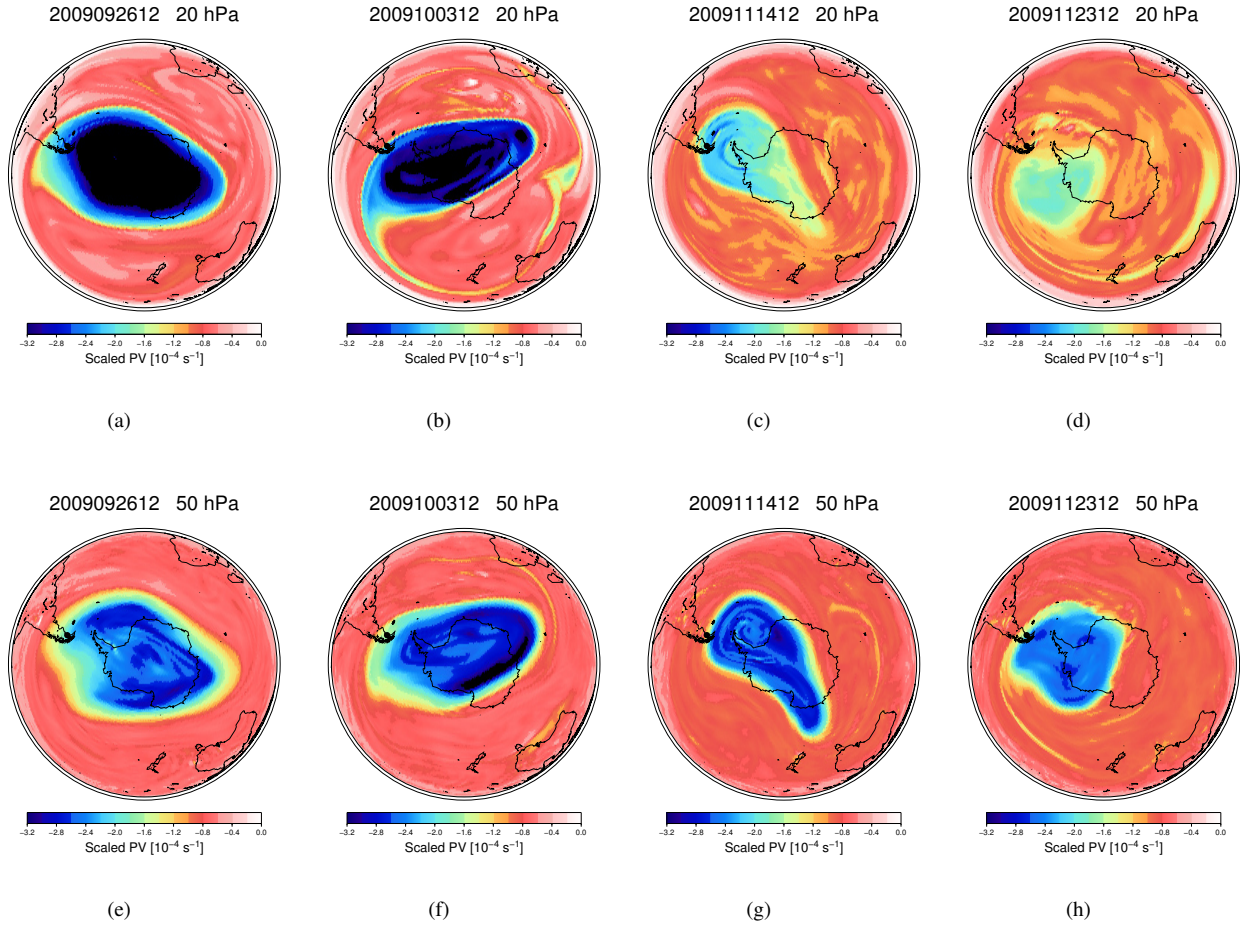 2009092612   20 hPa
2009100312   20 hPa
2009111412   20 hPa
2009112312   20 hPa
−3.2 −2.8 −2.4 −2.0 −1.6 −1.2 −0.8 −0.4 0.0
Scaled PV [10⁻⁴ s⁻¹]
−3.2 −2.8 −2.4 −2.0 −1.6 −1.2 −0.8 −0.4 0.0
Scaled PV [10⁻⁴ s⁻¹]
−3.2 −2.8 −2.4 −2.0 −1.6 −1.2 −0.8 −0.4 0.0
Scaled PV [10⁻⁴ s⁻¹]
−3.2 −2.8 −2.4 −2.0 −1.6 −1.2 −0.8 −0.4 0.0
Scaled PV [10⁻⁴ s⁻¹]
(a)
(b)
(c)
(d)
2009092612   50 hPa
2009100312   50 hPa
2009111412   50 hPa
2009112312   50 hPa
−3.2 −2.8 −2.4 −2.0 −1.6 −1.2 −0.8 −0.4 0.0
Scaled PV [10⁻⁴ s⁻¹]
−3.2 −2.8 −2.4 −2.0 −1.6 −1.2 −0.8 −0.4 0.0
Scaled PV [10⁻⁴ s⁻¹]
−3.2 −2.8 −2.4 −2.0 −1.6 −1.2 −0.8 −0.4 0.0
Scaled PV [10⁻⁴ s⁻¹]
−3.2 −2.8 −2.4 −2.0 −1.6 −1.2 −0.8 −0.4 0.0
Scaled PV [10⁻⁴ s⁻¹]
(e)
(f)
(g)
(h)